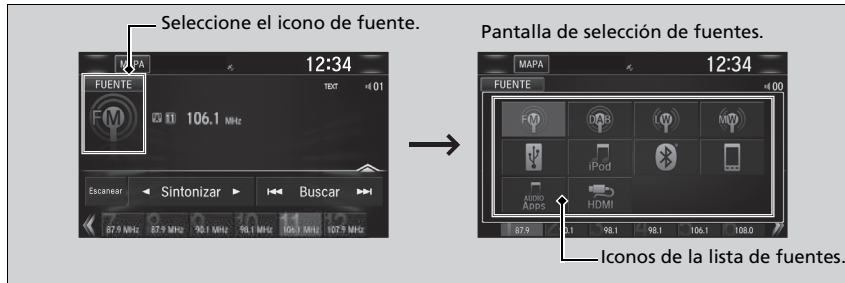 Seleccione el icono de fuente.
MAPA
12:34
FUENTE
TEXT
01
FM
11 106.1 MHz
Escanear
Sintonizar
Buscar
87.9 MHz 87.9 MHz 90.1 MHz 98.1 MHz 106.1 MHz 107.9 MHz
Pantalla de selección de fuentes.
MAPA
12:34
FUENTE
00
FM DAB LW MW
iPod
AUDIO
Apps
HDMI
87.9 98.1 98.1 106.1 108.0
Iconos de la lista de fuentes.